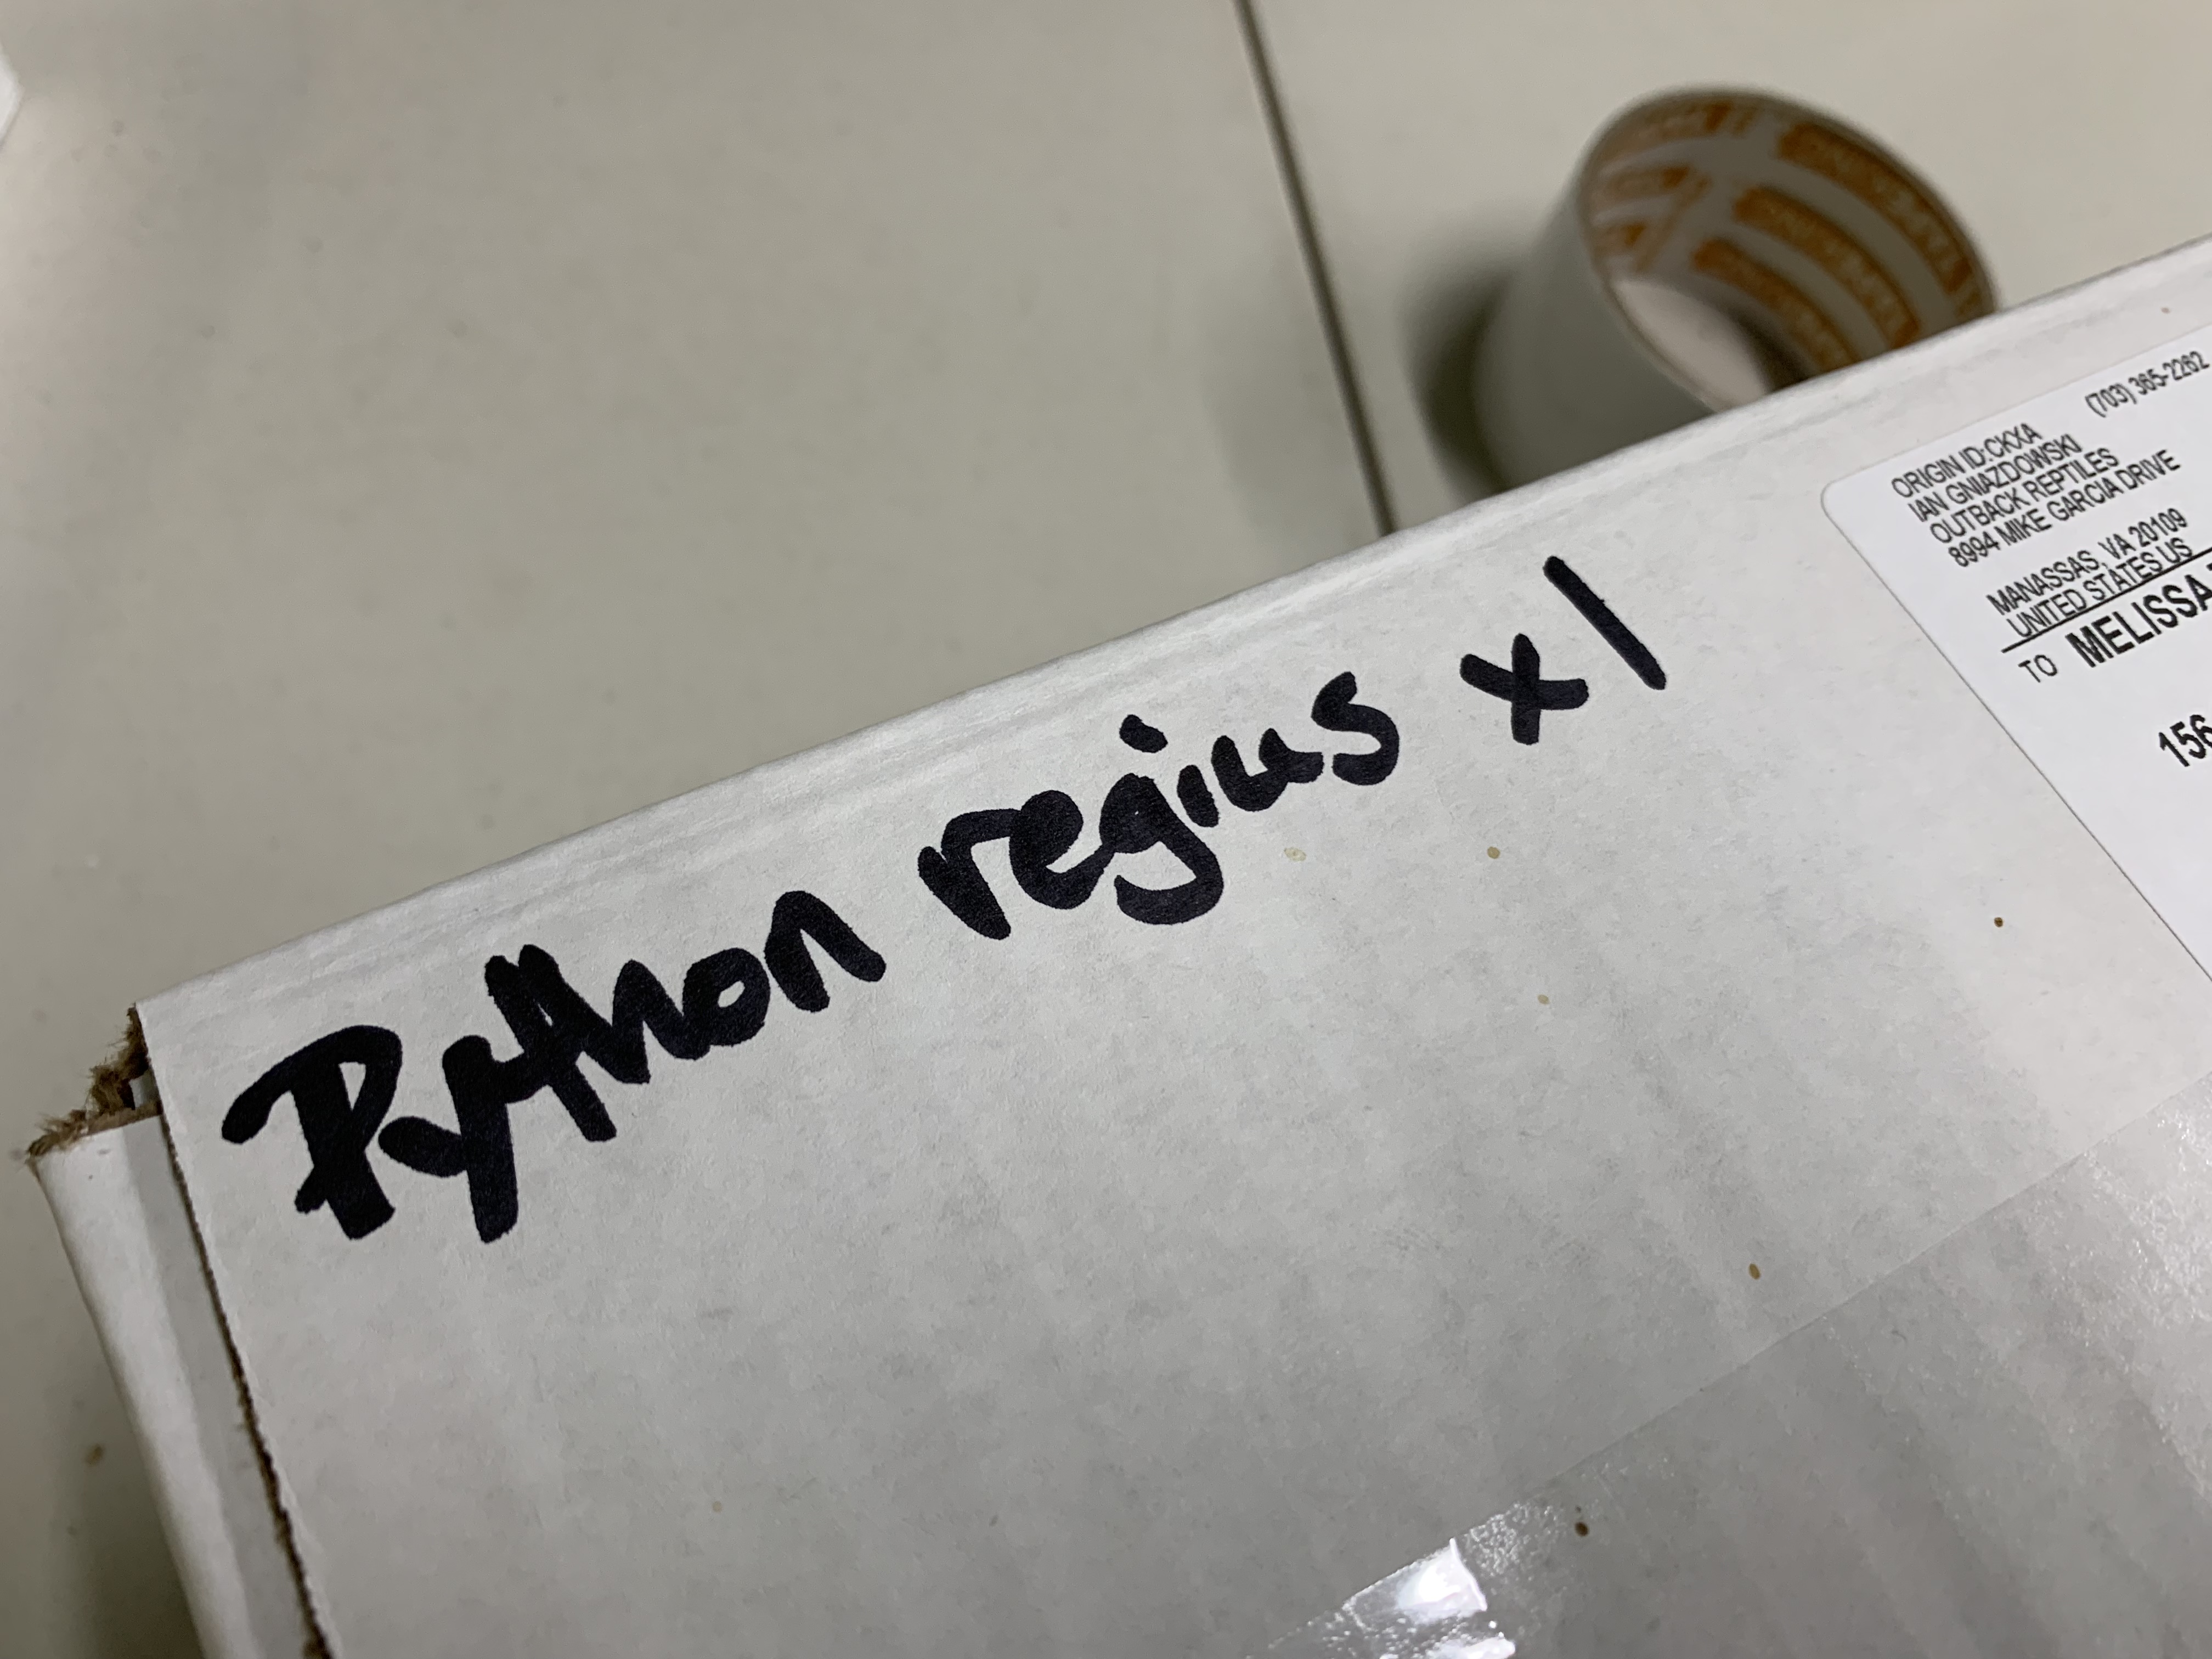 Python regius x1
(703) 365-2262
ORIGIN ID:CKXA
IAN GNIAZDOWSKI
OUTBACK REPTILES
8994 MIKE GARCIA DRIVE
MANASSAS, VA 20109
UNITED STATES US
TO MELISSA
156